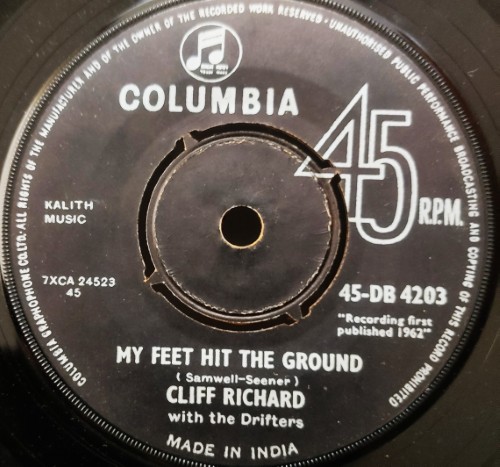 COLUMBIA GRAPHOPHONE CO.LTD.·ALL RIGHTS OF THE MANUFACTURER AND OF THE OWNER OF THE RECORDED WORK RESERVED·UNAUTHORISED PUBLIC PERFORMANCE BROADCASTING AND COPYING OF THIS RECORD PROHIBITED
COLUMBIA
45
R.P.M.
KALITH
MUSIC
7XCA 24523
45
45-DB 4203
"Recording first
published 1962"
MY FEET HIT THE GROUND
(Samwell-Seener)
CLIFF RICHARD
with the Drifters
MADE IN INDIA